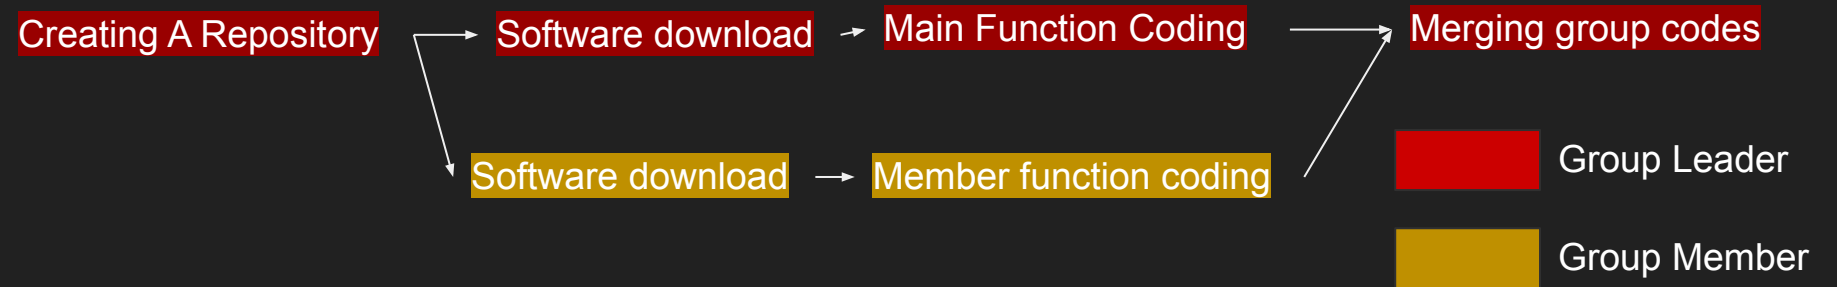 Creating A Repository
Software download
Main Function Coding
Merging group codes
Software download
Member function coding
Group Leader
Group Member